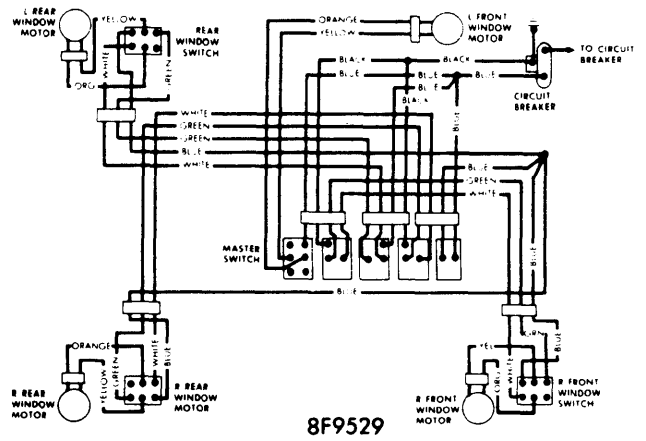 L REAR
WINDOW
MOTOR
YELLOW
REAR
WINDOW
SWITCH
ORANGE
YELLOW
L FRONT
WINDOW
MOTOR
TO CIRCUIT
BREAKER
CIRCUIT
BREAKER
BLACK
BLACK
BLUE
BLUE
BLUE
BLUE
BLACK
BLUE
WHITE
ORG
GREEN
WHITE
GREEN
GREEN
BLUE
WHITE
BLUE
GREEN
WHITE
MASTER
SWITCH
BLUE
BLUE
ORANGE
YELLOW
GREEN
WHITE
BLUE
R REAR
WINDOW
MOTOR
R REAR
WINDOW
MOTOR
YEL
ORG
WHITE
GRN
BLUE
R FRONT
WINDOW
MOTOR
R FRONT
WINDOW
SWITCH
8F9529